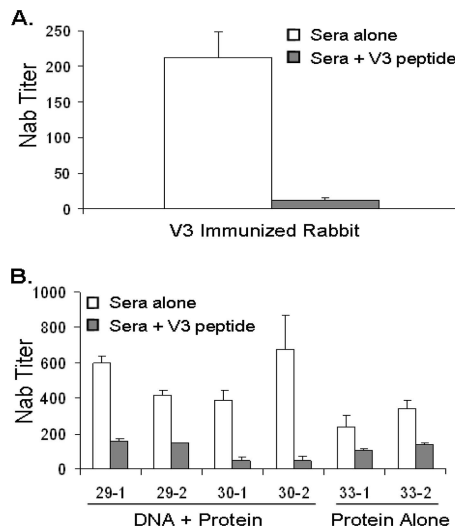 A.
Sera alone
Sera + V3 peptide
Nab Titer
250
200
150
100
50
0
V3 Immunized Rabbit
B.
Sera alone
Sera + V3 peptide
Nab Titer
1000
800
600
400
200
0
29-1 29-2 30-1 30-2 33-1 33-2
DNA + Protein Protein Alone